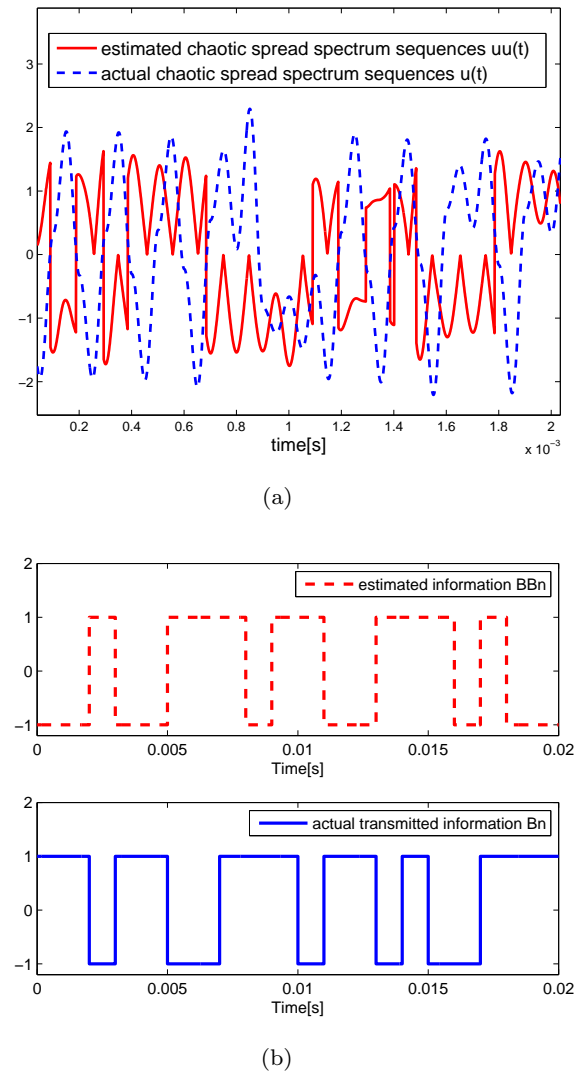 estimated chaotic spread spectrum sequences uu(t)
actual chaotic spread spectrum sequences u(t)
3
2
1
0
−1
−2
0.2 0.4 0.6 0.8 1 1.2 1.4 1.6 1.8 2
x 10⁻³
time[s]
(a)
2
estimated information BBn
1
0
−1
0 0.005 0.01 0.015 0.02
Time[s]
2
actual transmitted information Bn
1
0
−1
0 0.005 0.01 0.015 0.02
Time[s]
(b)